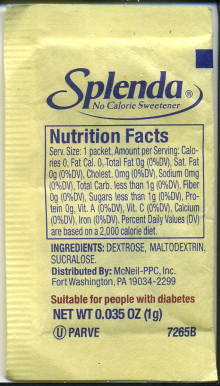 Splenda®
No Calorie Sweetener
Nutrition Facts
Serv. Size: 1 packet, Amount per Serving: Calo-
ries 0, Fat Cal. 0, Total Fat 0g (0%DV), Sat. Fat
0g (0%DV), Cholest. 0mg (0%DV), Sodium 0mg
(0%DV), Total Carb. less than 1g (0%DV), Fiber
0g (0%DV), Sugars less than 1g (0%DV), Pro-
tein 0g, Vit. A (0%DV), Vit. C (0%DV), Calcium
(0%DV), Iron (0%DV). Percent Daily Values (DV)
are based on a 2,000 calorie diet.
INGREDIENTS: DEXTROSE, MALTODEXTRIN,
SUCRALOSE.
Distributed By: McNeil-PPC, Inc.
Fort Washington, PA 19034-2299
Suitable for people with diabetes
NET WT 0.035 OZ (1g)
Ⓤ PARVE 7265B